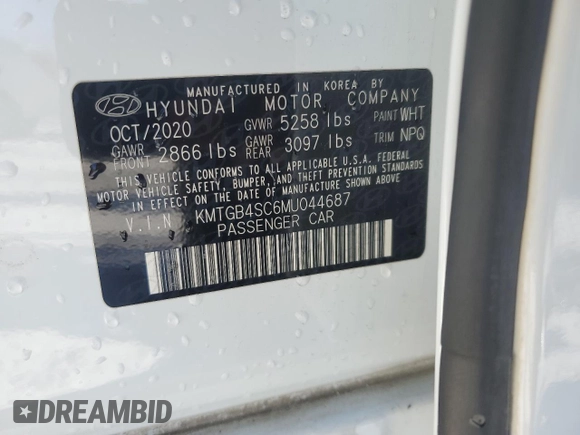 MANUFACTURED IN KOREA BY
HYUNDAI MOTOR COMPANY
OCT/2020 GVWR 5258 lbs PAINT WHT
GAWR FRONT 2866 lbs GAWR REAR 3097 lbs TRIM NPQ
THIS VEHICLE CONFORMS TO ALL APPLICABLE U.S.A. FEDERAL
MOTOR VEHICLE SAFETY, BUMPER, AND THEFT PREVENTION STANDARDS
IN EFFECT ON THE DATE OF MANUFACTURE SHOWN ABOVE.
V.I.N KMTGB4SC6MU044687
PASSENGER CAR
DREAMBID